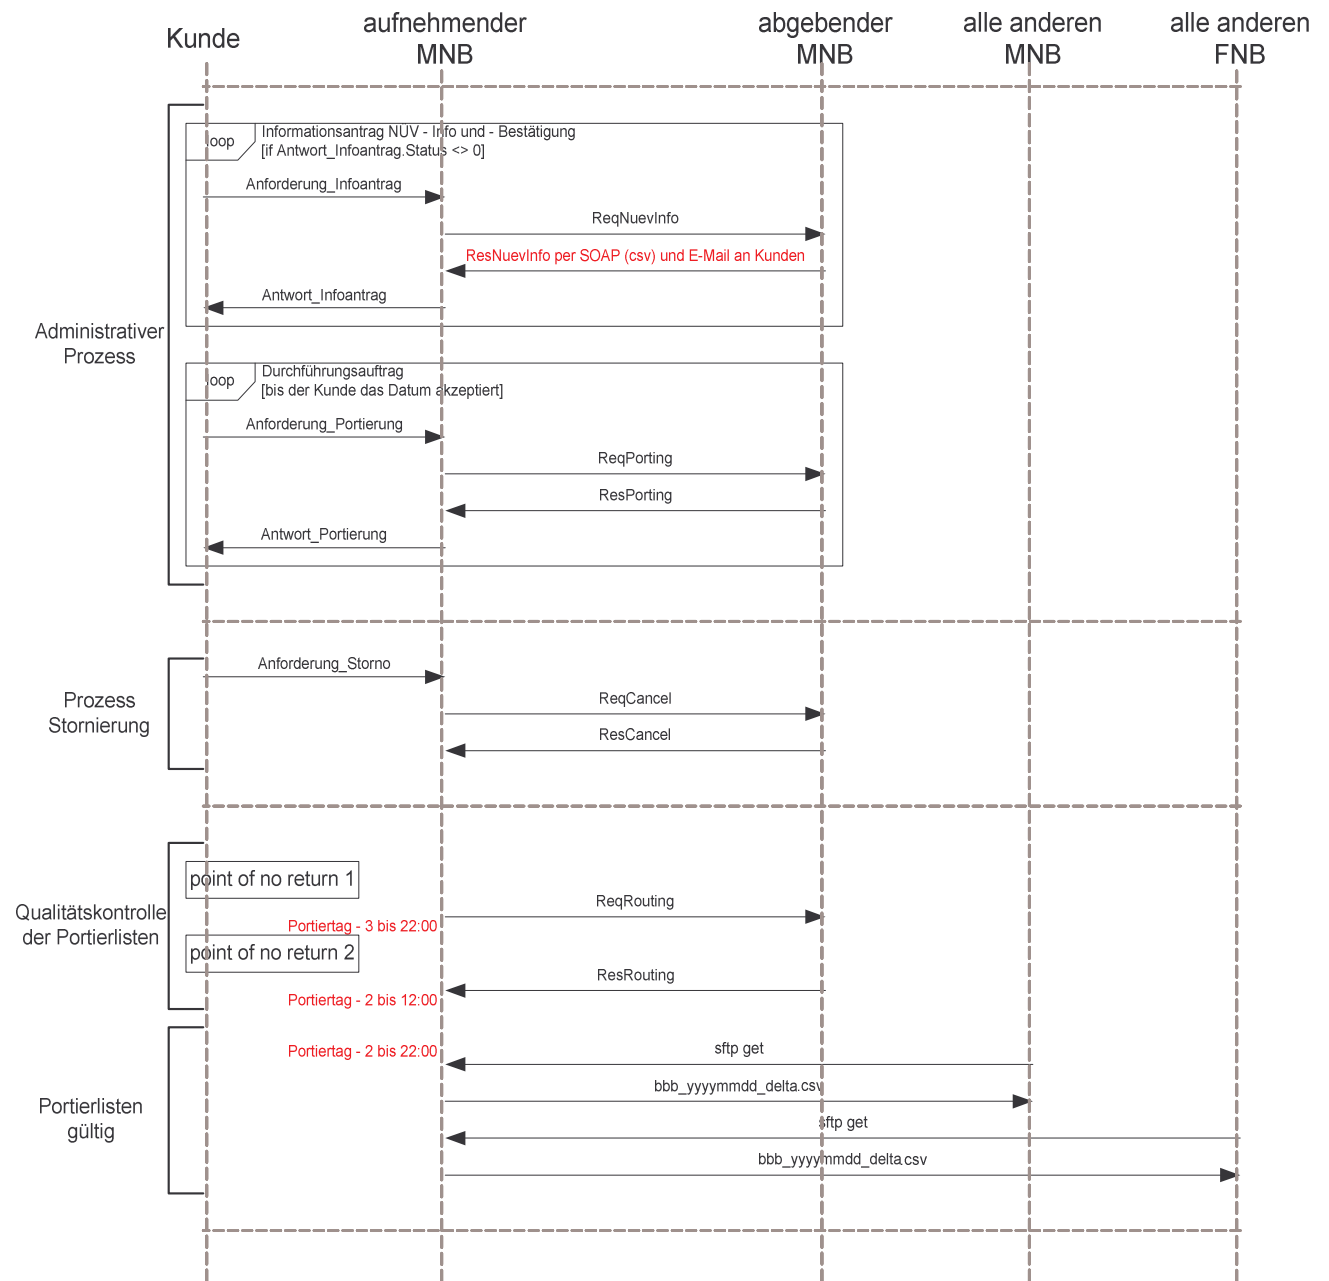 Kunde
aufnehmender
MNB
abgebender
MNB
alle anderen
MNB
alle anderen
FNB
loop
Informationsantrag NÜV - Info und - Bestätigung
[if Antwort_Infoantrag.Status <> 0]
Anforderung_Infoantrag
ReqNuevInfo
ResNuevInfo per SOAP (csv) und E-Mail an Kunden
Antwort_Infoantrag
Administrativer
Prozess
loop
Durchführungsauftrag
[bis der Kunde das Datum akzeptiert]
Anforderung_Portierung
ReqPorting
ResPorting
Antwort_Portierung
Anforderung_Storno
Prozess
Stornierung
ReqCancel
ResCancel
point of no return 1
Qualitätskontrolle
der Portierlisten
ReqRouting
Portiertag - 3 bis 22:00
point of no return 2
ResRouting
Portiertag - 2 bis 12:00
Portiertag - 2 bis 22:00
sftp get
bbb_yyyymmdd_delta.csv
Portierlisten
gültig
sftp get
bbb_yyyymmdd_delta.csv